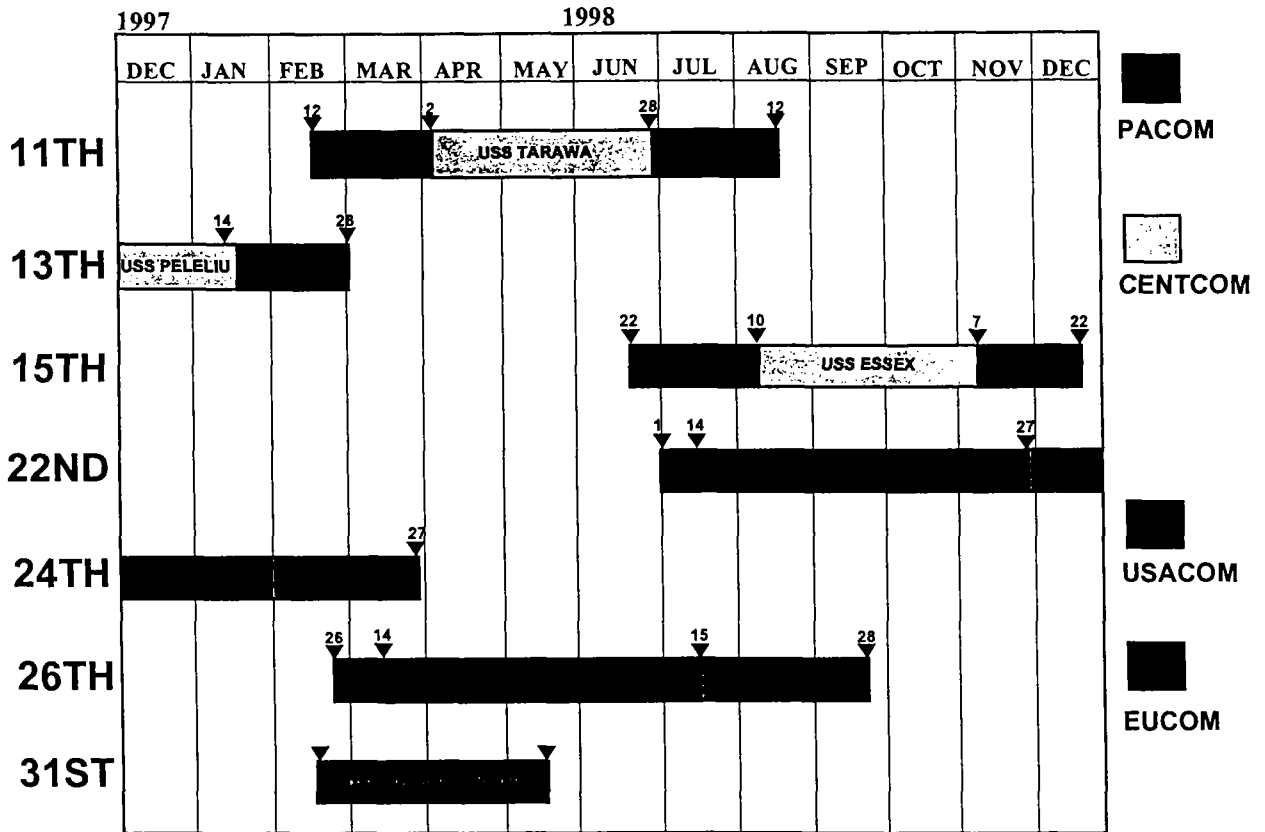 1997 1998
DEC JAN FEB MAR APR MAY JUN JUL AUG SEP OCT NOV DEC
12 2 28 12
11TH USS TARAWA
PACOM
14 28
13TH USS PELELIU
CENTCOM
22 10 7 22
15TH USS ESSEX
1 14 27
22ND
27
24TH
USACOM
26 14 15 28
26TH
EUCOM
31ST